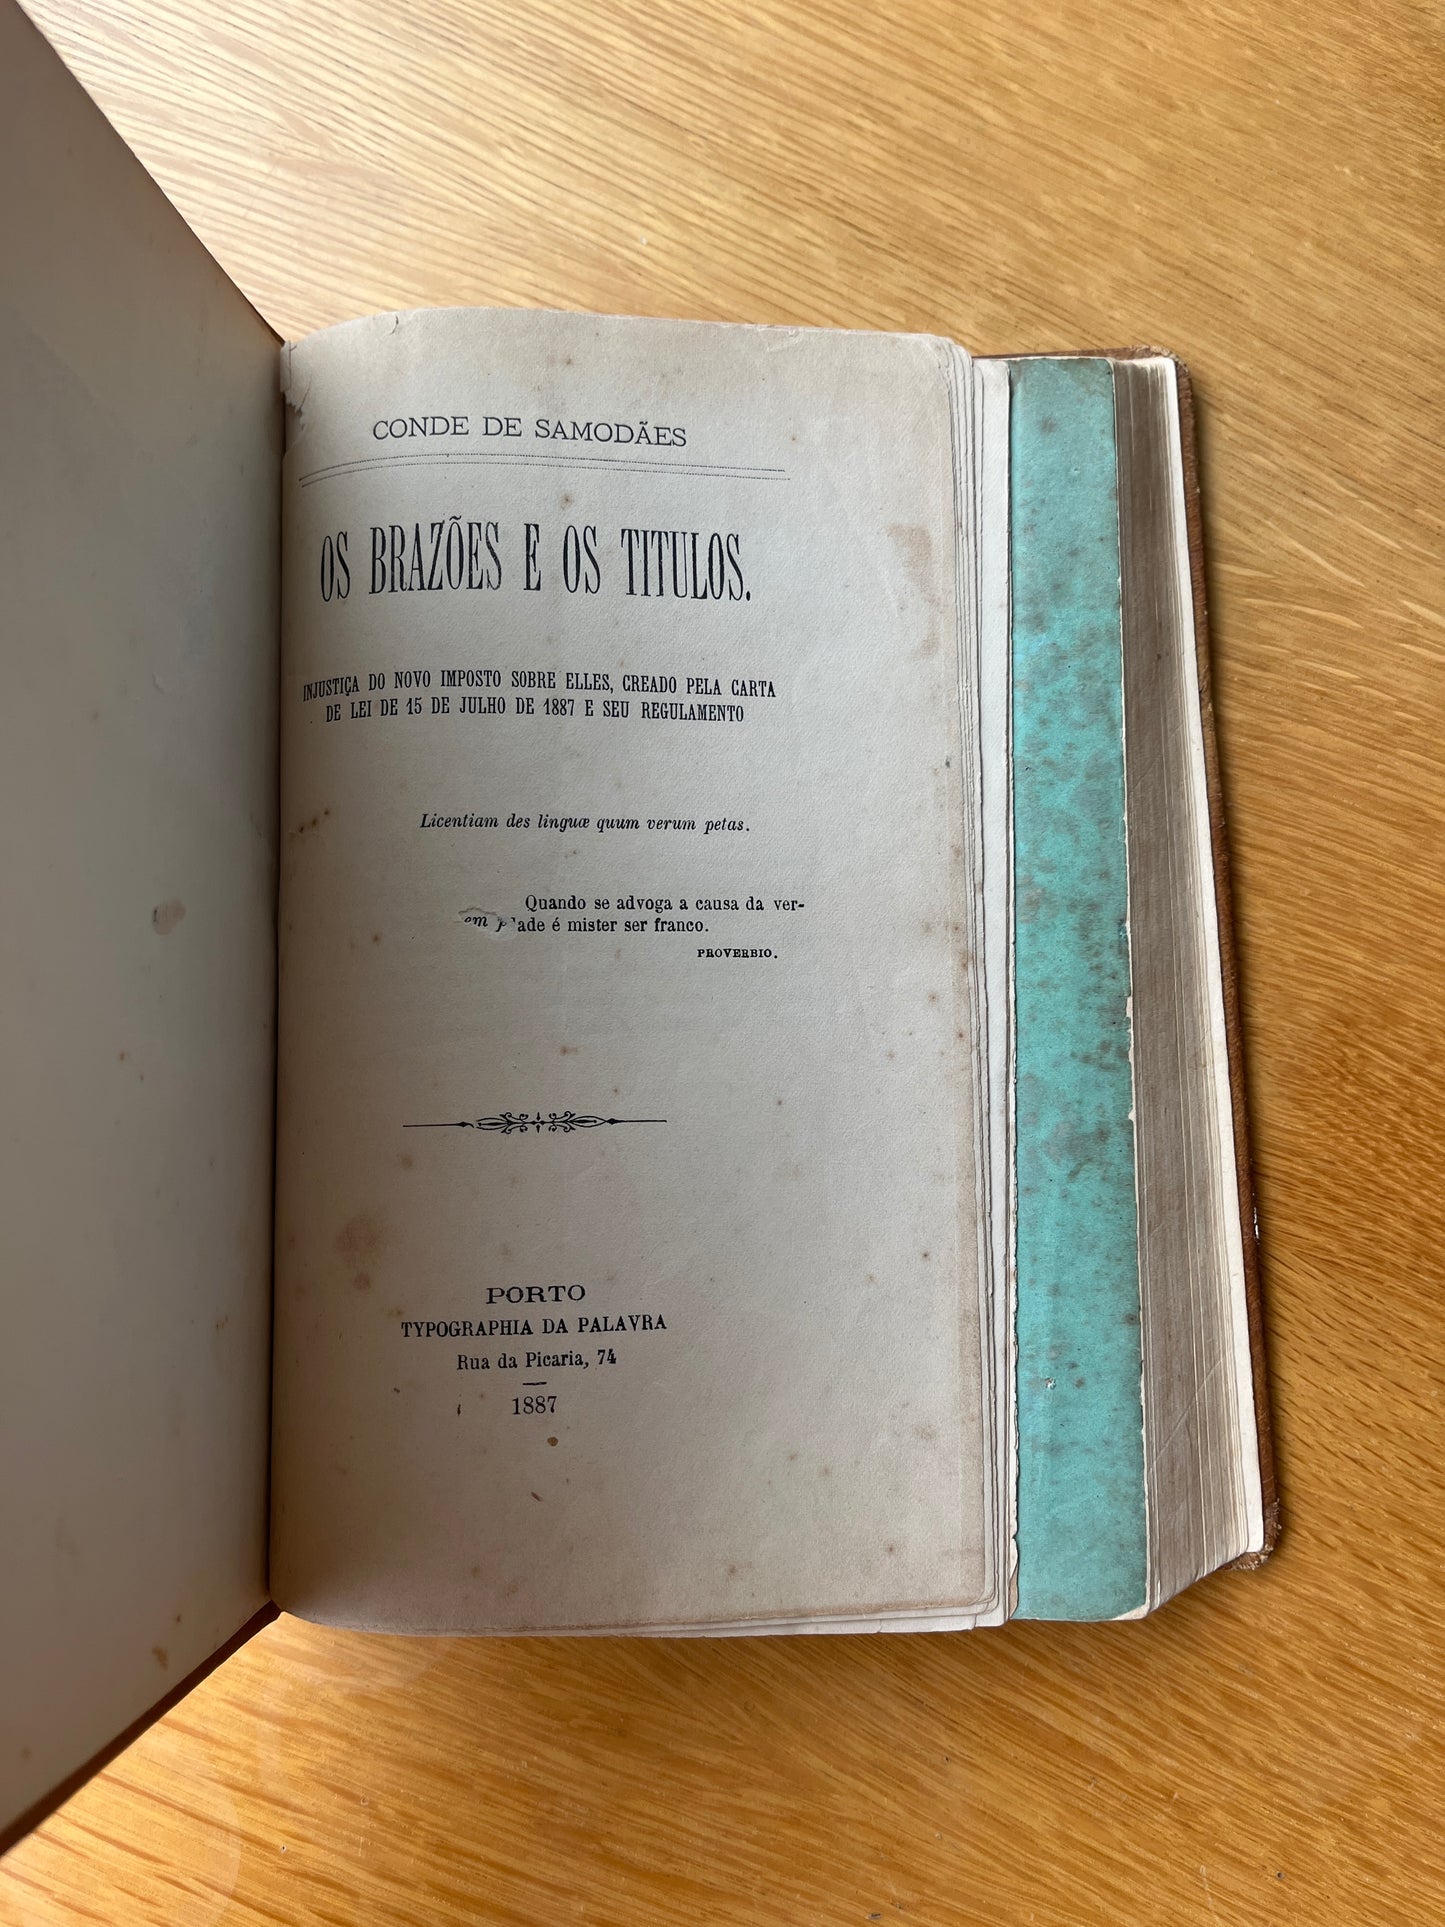 CONDE DE SAMODÃES
OS BRAZÕES E OS TITULOS.
INJUSTIÇA DO NOVO IMPOSTO SOBRE ELLES, CREADO PELA CARTA
DE LEI DE 15 DE JULHO DE 1887 E SEU REGULAMENTO
Licentiam des linguæ quum verum petas.
Quando se advoga a causa da ver-
em dade é mister ser franco.
PROVERBIO.
PORTO
TYPOGRAPHIA DA PALAVRA
Rua da Picaria, 74
1887